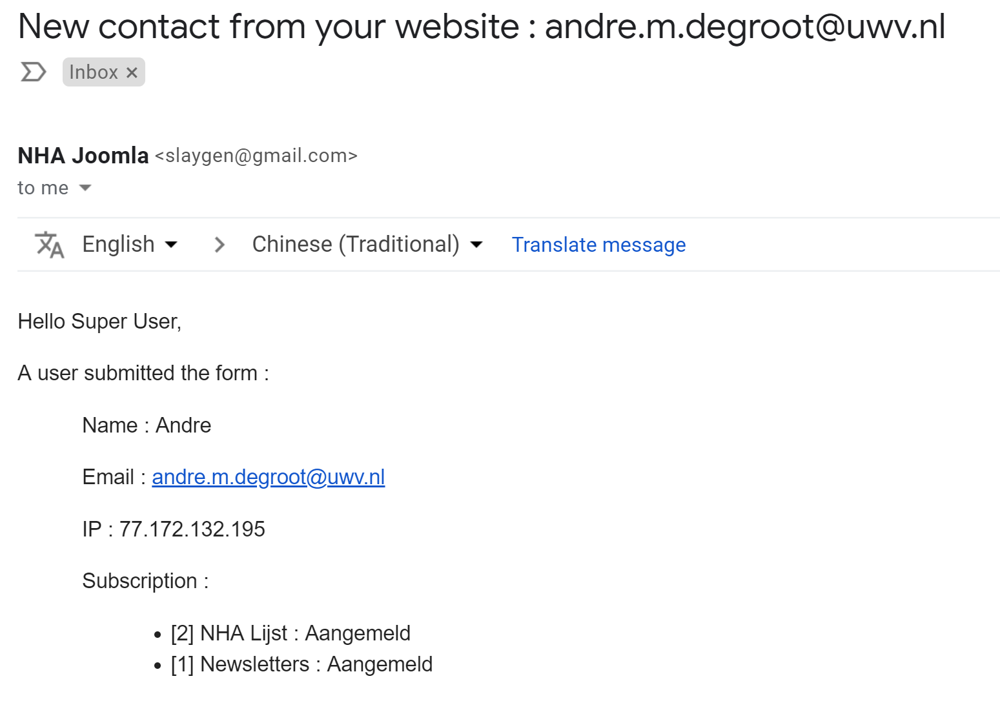 New contact from your website : andre.m.degroot@uwv.nl
Inbox ×
NHA Joomla <slaygen@gmail.com>
to me
English > Chinese (Traditional) Translate message
Hello Super User,
A user submitted the form :
Name : Andre
Email : andre.m.degroot@uwv.nl
IP : 77.172.132.195
Subscription :
• [2] NHA Lijst : Aangemeld
• [1] Newsletters : Aangemeld